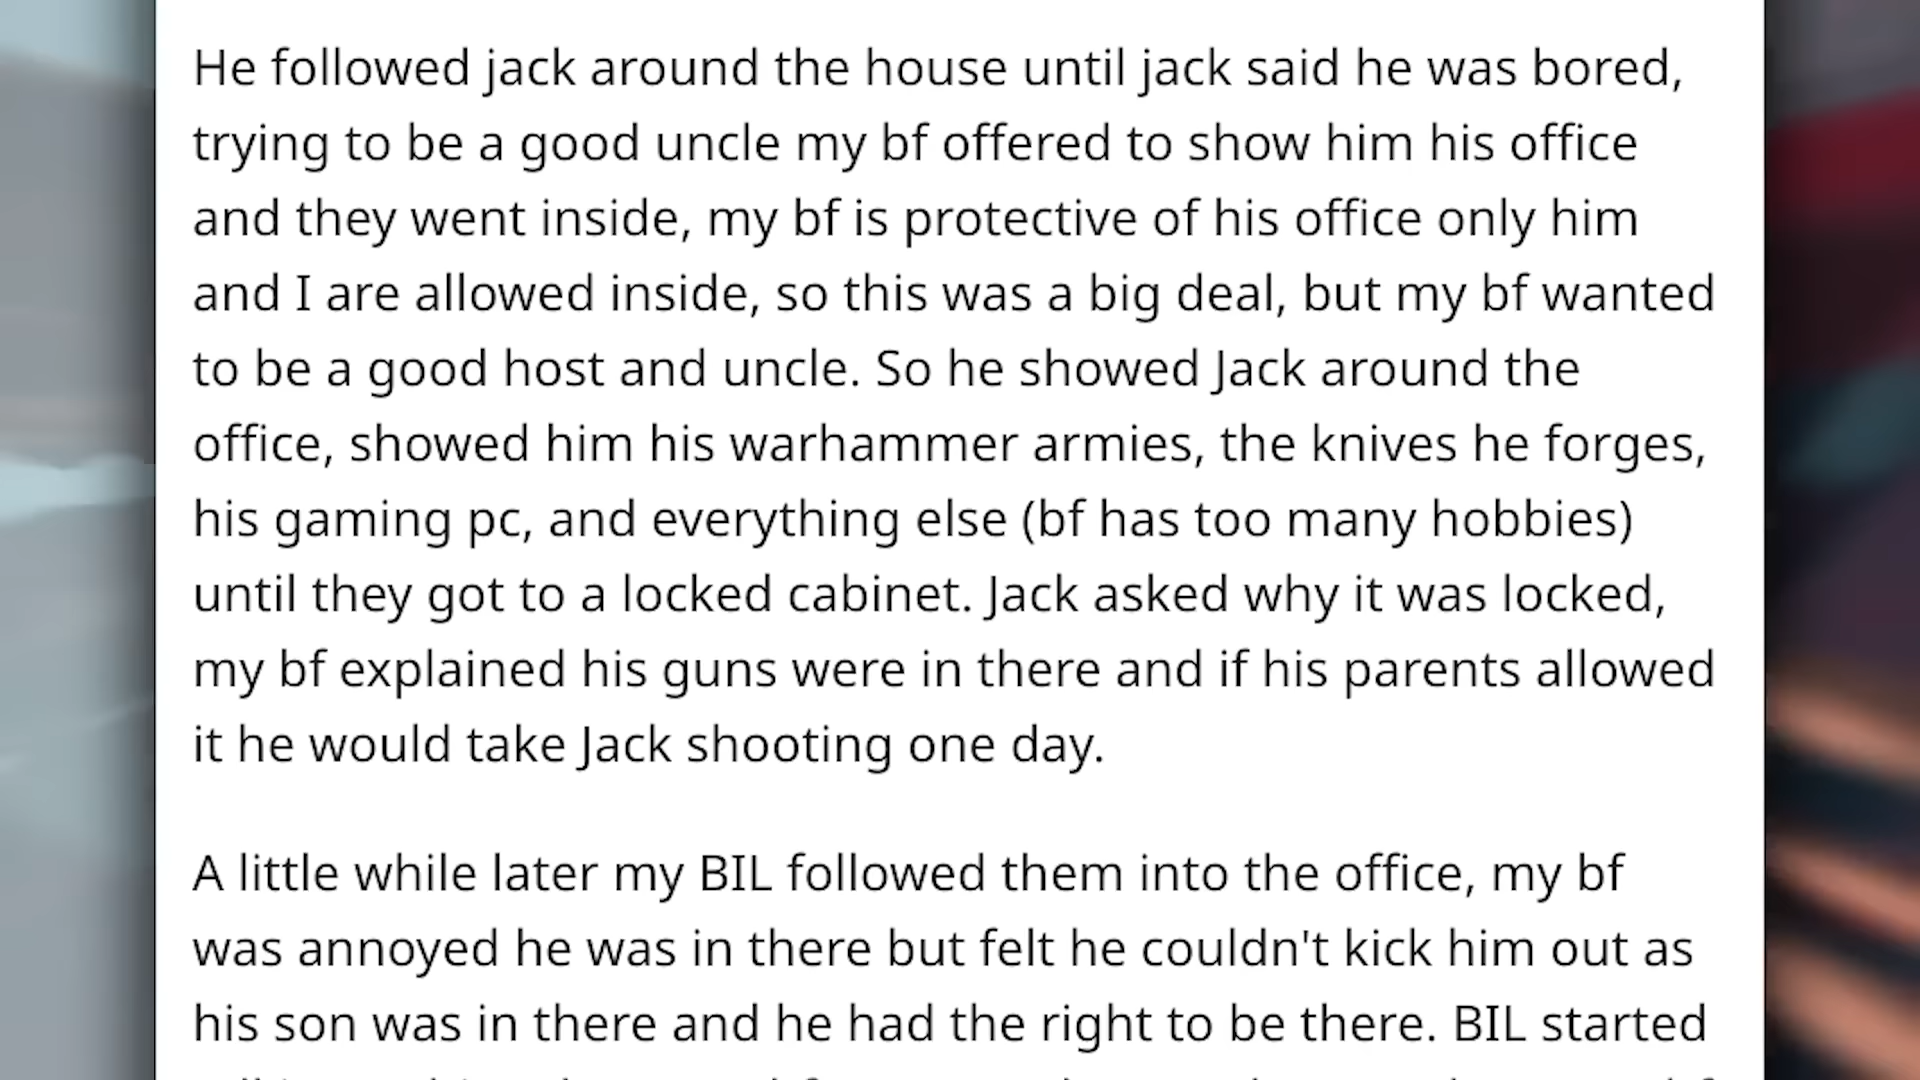 He followed jack around the house until jack said he was bored,
trying to be a good uncle my bf offered to show him his office
and they went inside, my bf is protective of his office only him
and I are allowed inside, so this was a big deal, but my bf wanted
to be a good host and uncle. So he showed Jack around the
office, showed him his warhammer armies, the knives he forges,
his gaming pc, and everything else (bf has too many hobbies)
until they got to a locked cabinet. Jack asked why it was locked,
my bf explained his guns were in there and if his parents allowed
it he would take Jack shooting one day.
A little while later my BIL followed them into the office, my bf
was annoyed he was in there but felt he couldn't kick him out as
his son was in there and he had the right to be there. BIL started